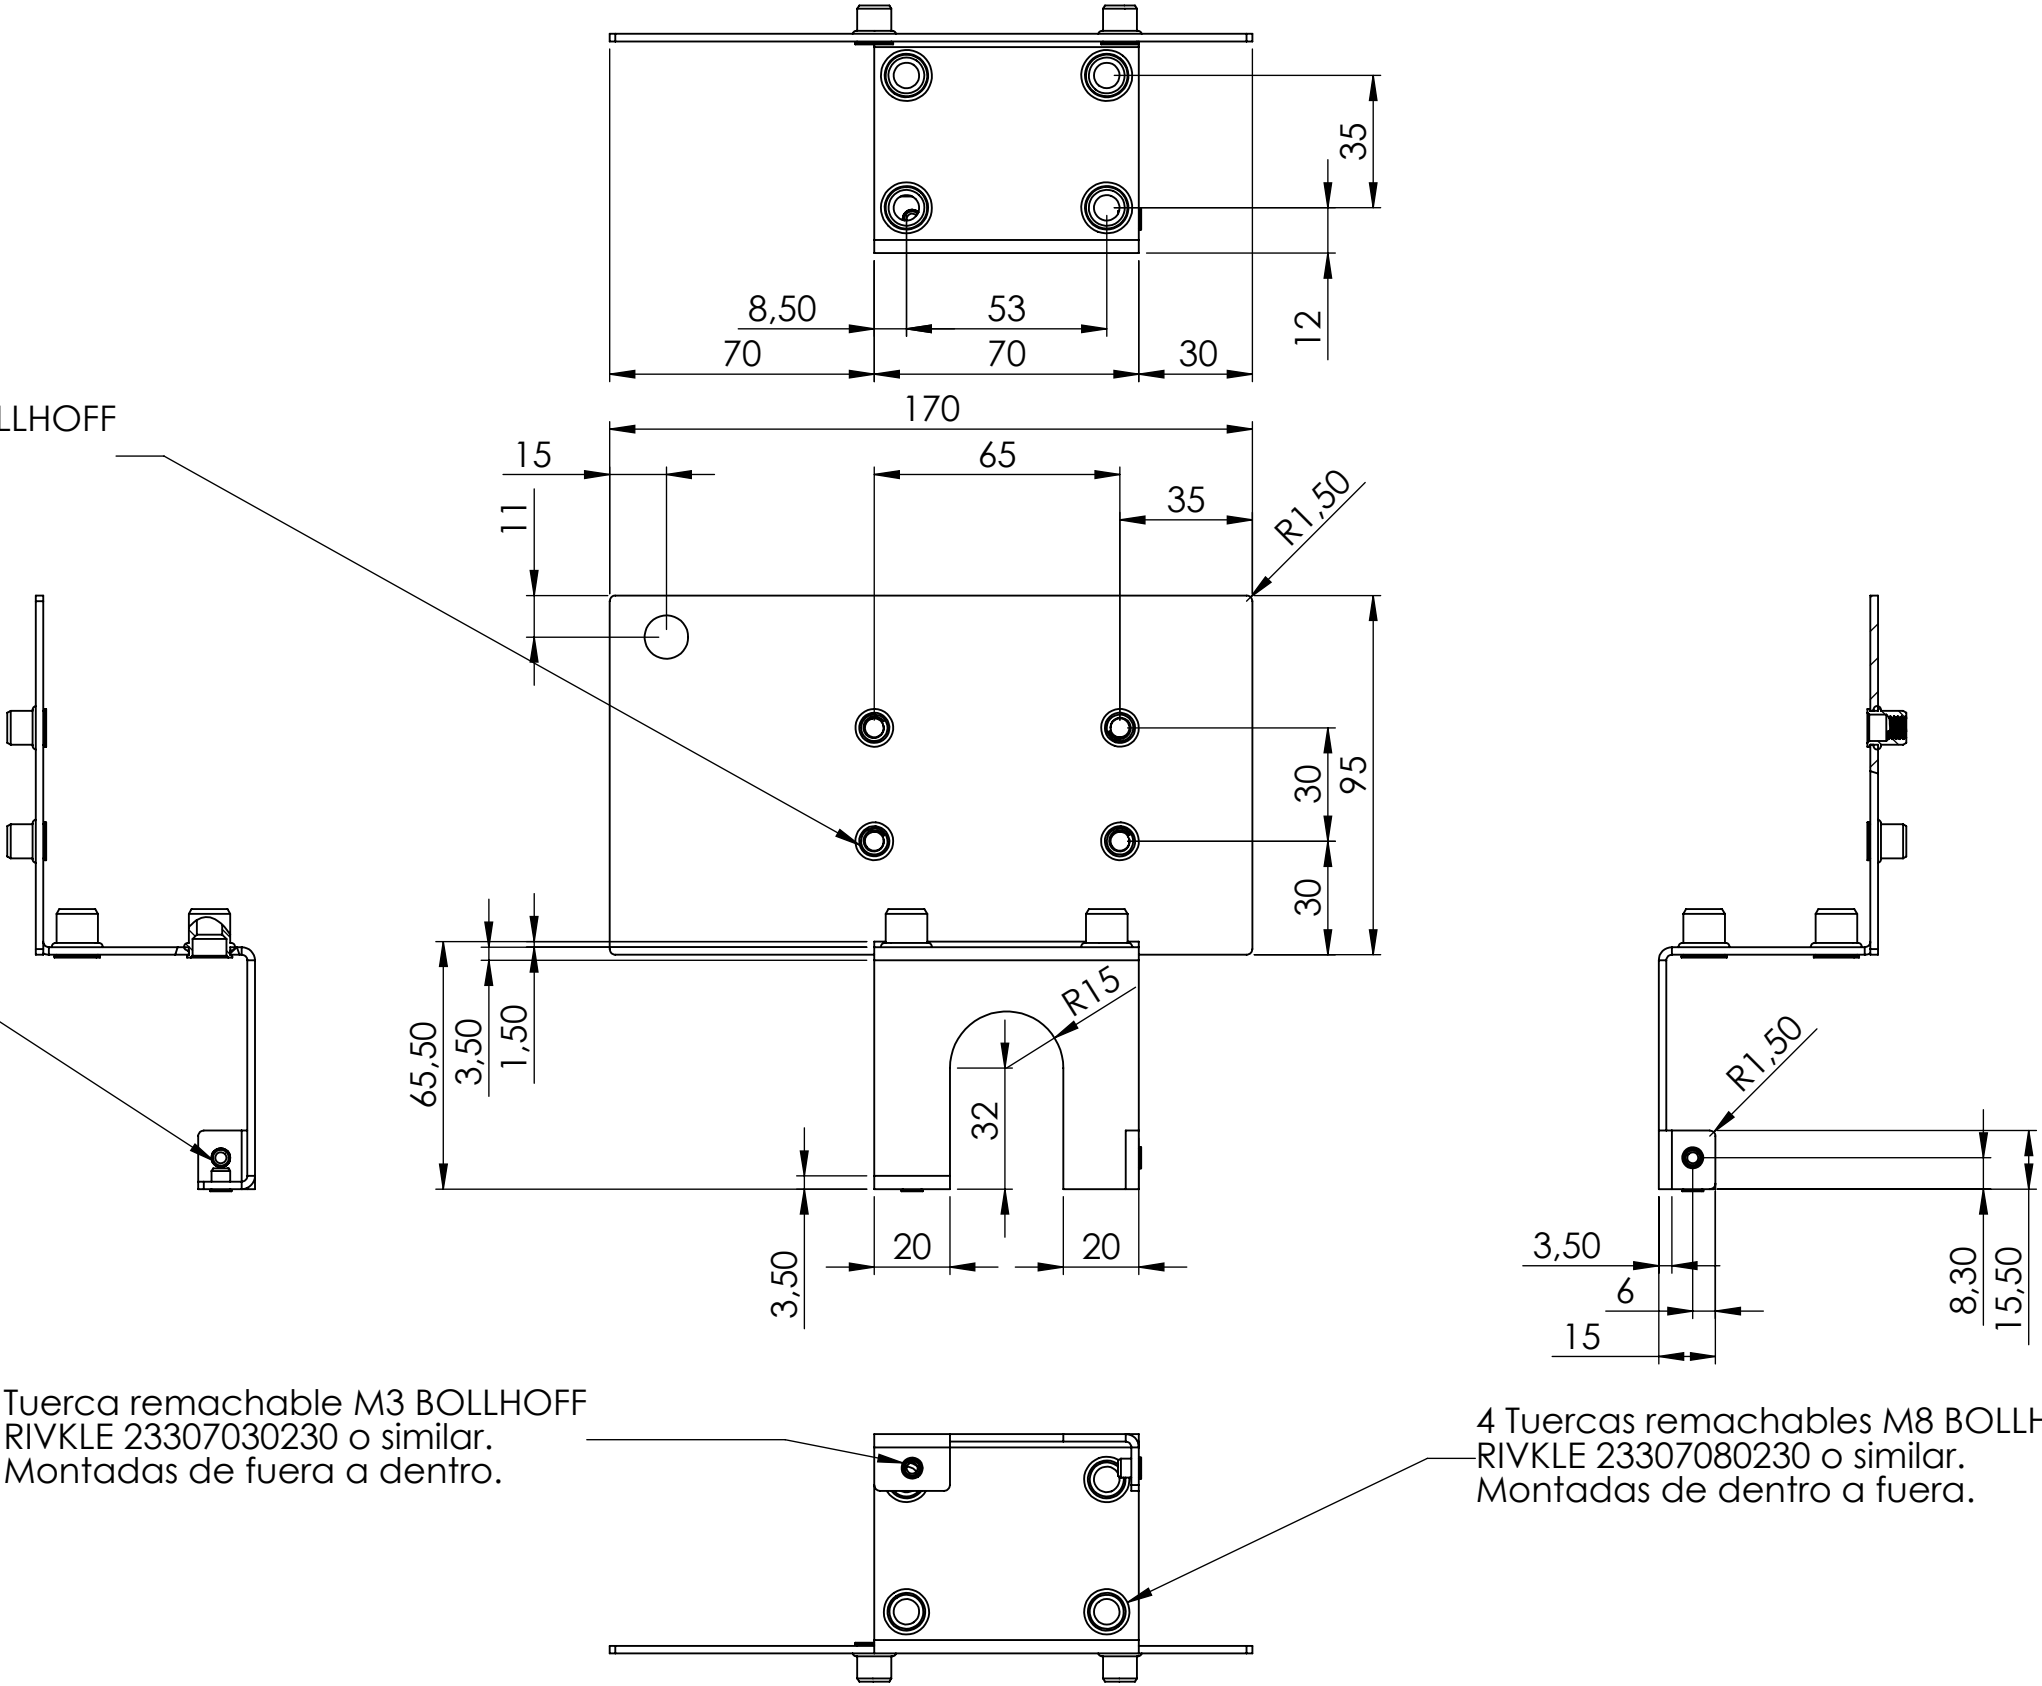 35
12
8,50
53
70
70
30
170
LLHOFF
15
65
35
R1,50
11
30
95
30
65,50
3,50
1,50
R15
32
R1,50
20
20
3,50
3,50
6
15
8,30
15,50
Tuerca remachable M3 BOLLHOFF
RIVKLE 23307030230 o similar.
Montadas de fuera a dentro.
4 Tuercas remachables M8 BOLLH
RIVKLE 23307080230 o similar.
Montadas de dentro a fuera.